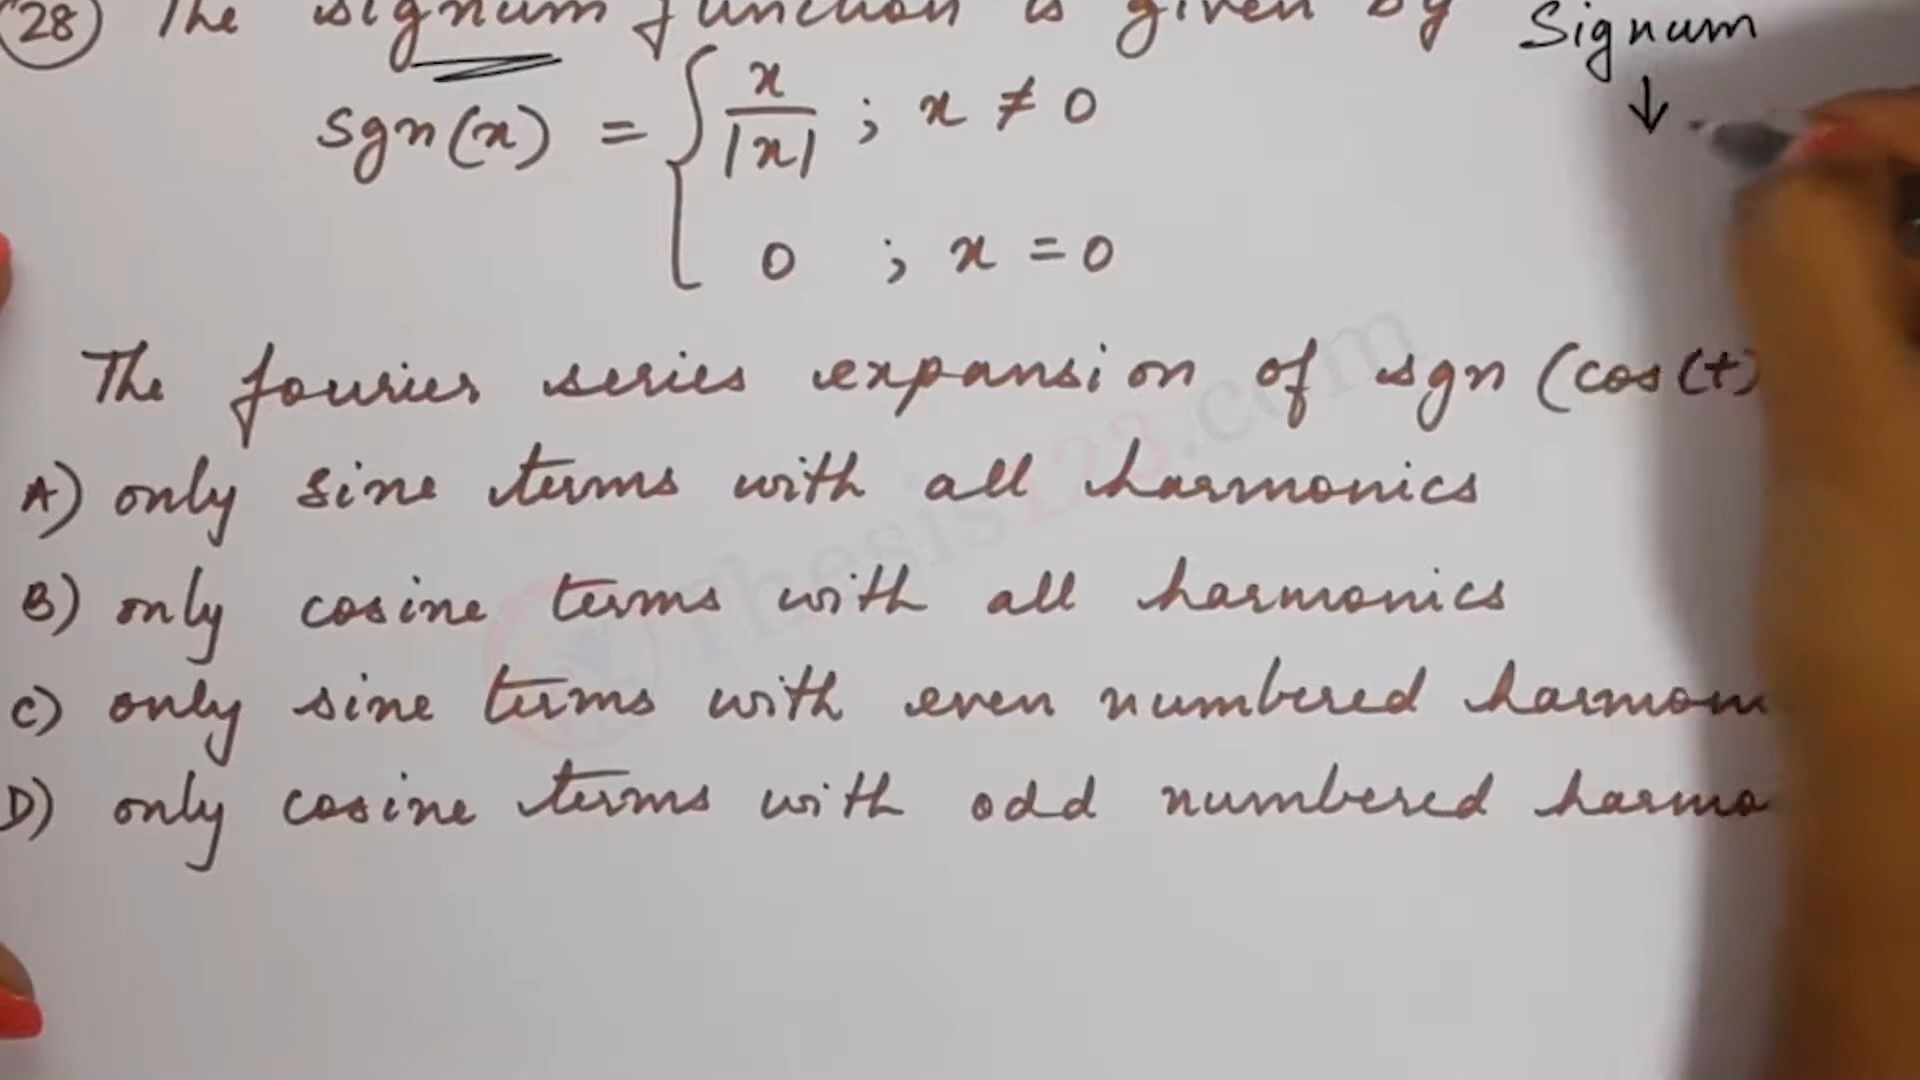 28 The signum function is given by Signum
↓
sgn(x) = { x/|x| ; x ≠ 0
0 ; x = 0
The fourier series expansion of sgn (cos(t)
A) only sine terms with all harmonics
B) only cosine terms with all harmonics
C) only sine terms with even numbered harmon
D) only cosine terms with odd numbered harmo
Thesis123.com